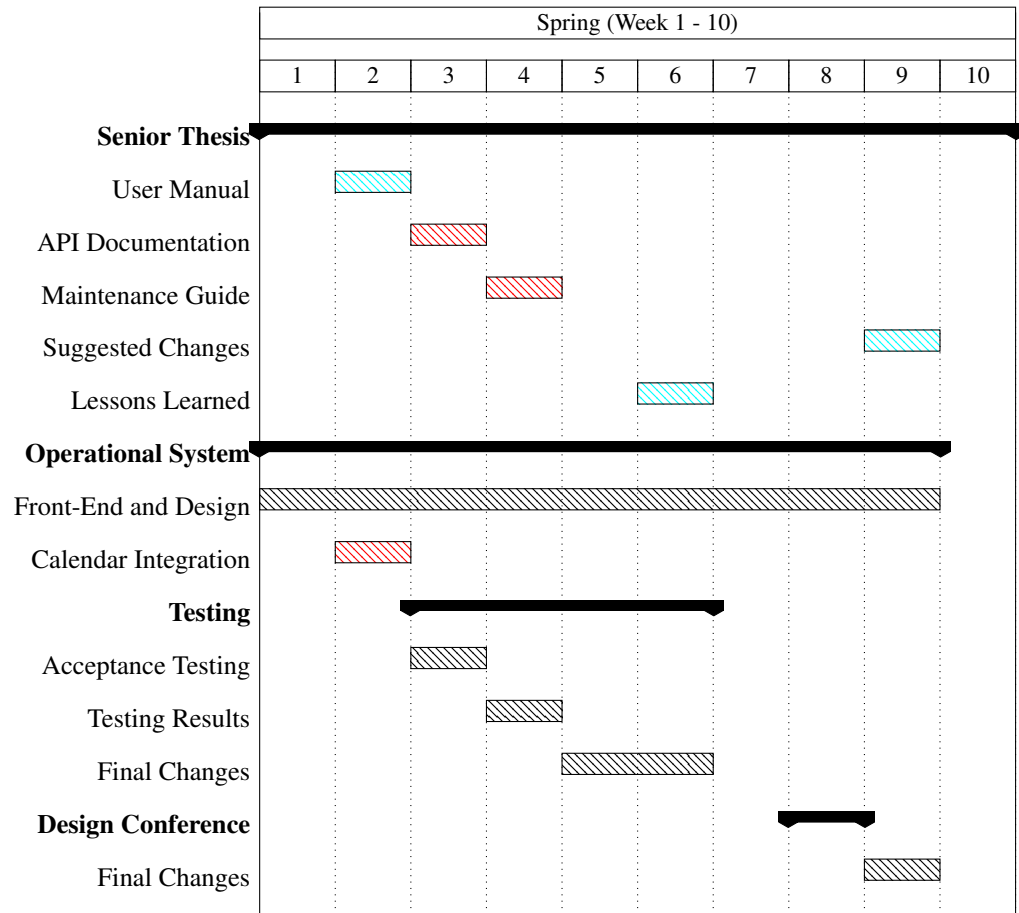 Spring (Week 1 - 10)
1 2 3 4 5 6 7 8 9 10
Senior Thesis
User Manual
API Documentation
Maintenance Guide
Suggested Changes
Lessons Learned
Operational System
Front-End and Design
Calendar Integration
Testing
Acceptance Testing
Testing Results
Final Changes
Design Conference
Final Changes